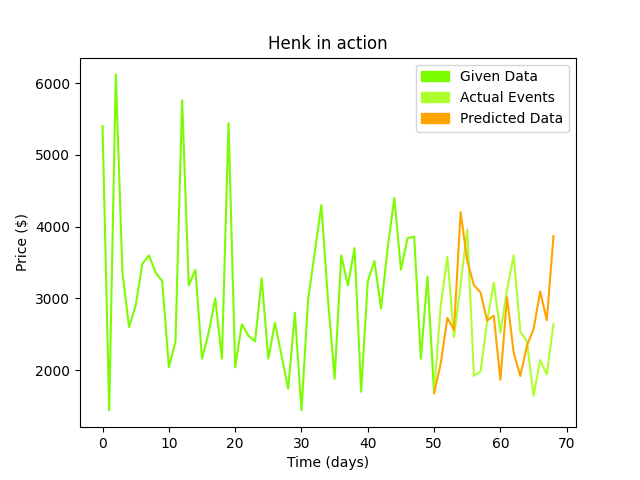 Henk in action
Given Data
Actual Events
Predicted Data
Price ($)
6000
5000
4000
3000
2000
0 10 20 30 40 50 60 70
Time (days)